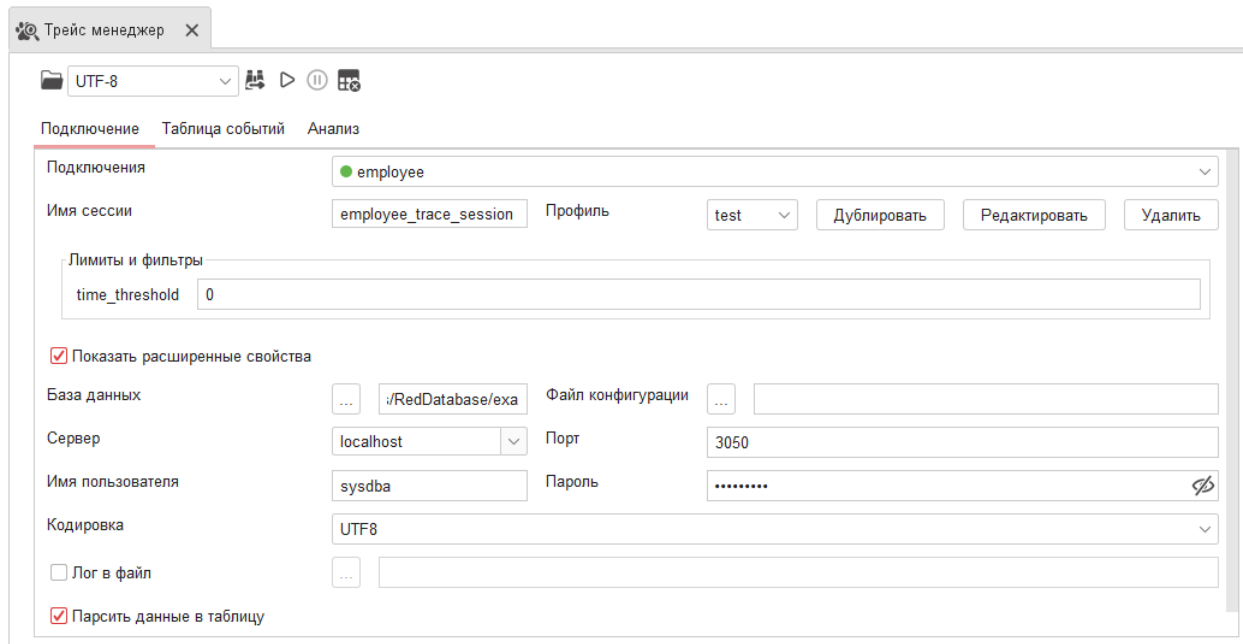 Трейс менеджер
UTF-8
Подключение Таблица событий Анализ
Подключения employee
Имя сессии employee_trace_session Профиль test Дублировать Редактировать Удалить
Лимиты и фильтры
time_threshold 0
Показать расширенные свойства
База данных ... :/RedDatabase/exa Файл конфигурации ...
Сервер localhost Порт 3050
Имя пользователя sysdba Пароль •••••••••
Кодировка UTF8
Лог в файл ...
Парсить данные в таблицу